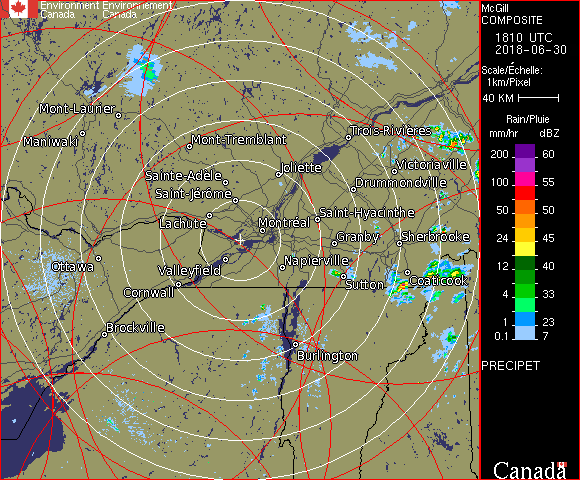 Environment Environnement
Canada Canada
McGill
COMPOSITE
1810 UTC
2018-06-30
Scale/Échelle:
1km/Pixel
40 KM
Rain/Pluie
mm/hr dBZ
200 60
100 55
50 50
24 45
12 40
4 33
1 23
0.1 7
PRECIPET
Canada
Mont-Laurier
Maniwaki
Mont-Tremblant
Trois-Rivières
Joliette
Victoriaville
Sainte-Adèle
Drummondville
Saint-Jérôme
Saint-Hyacinthe
Lachute
Montréal
Granby
Sherbrooke
Ottawa
Valleyfield
Napierville
Cornwall
Sutton
Coaticook
Brockville
Burlington